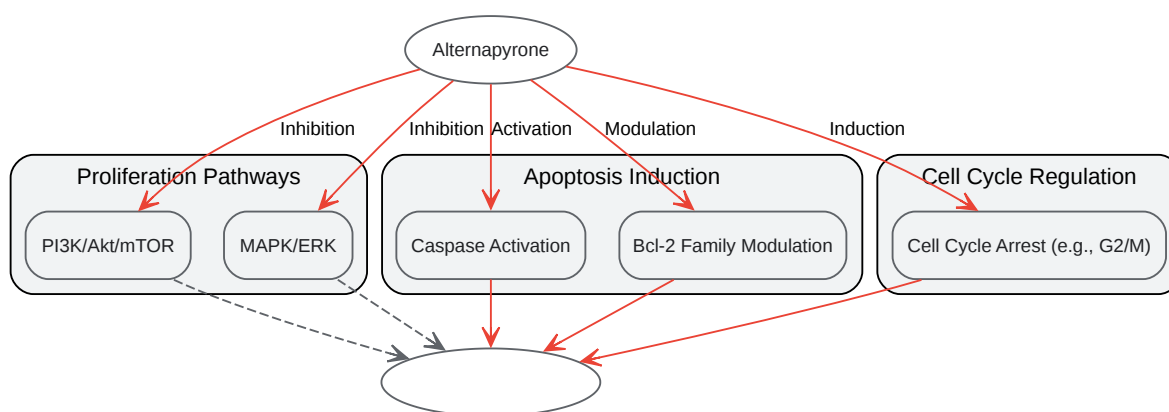 Alternapyrone
Inhibition
Inhibition
Activation
Modulation
Induction
Proliferation Pathways
Apoptosis Induction
Cell Cycle Regulation
PI3K/Akt/mTOR
MAPK/ERK
Caspase Activation
Bcl-2 Family Modulation
Cell Cycle Arrest (e.g., G2/M)